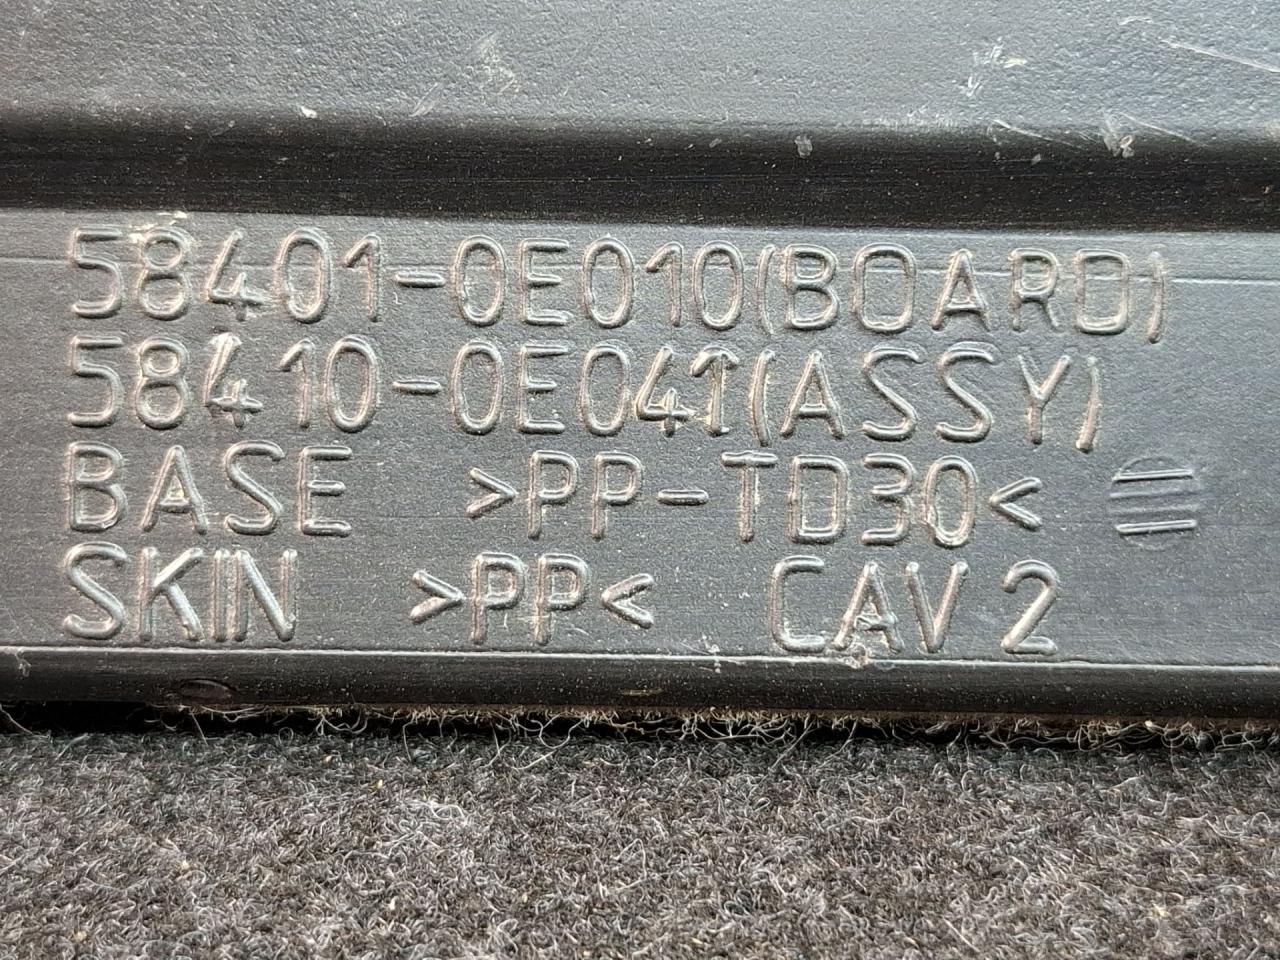 58401-0E010(BOARD)
58410-0E041(ASSY)
BASE >PP-TD30<
SKIN >PP< CAV 2